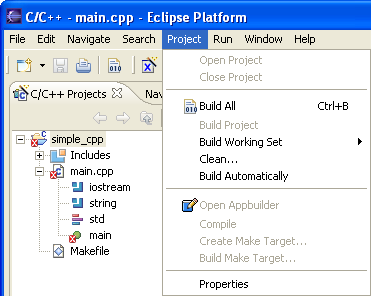 C/C++ - main.cpp - Eclipse Platform
File Edit Navigate Search Project Run Window Help
010
C/C++ Projects Nav
simple_cpp
Includes
main.cpp
iostream
string
std
main
Makefile
Open Project
Close Project
010 Build All Ctrl+B
Build Project
Build Working Set
Clean...
Build Automatically
Open Appbuilder
Compile
Create Make Target...
Build Make Target...
Properties